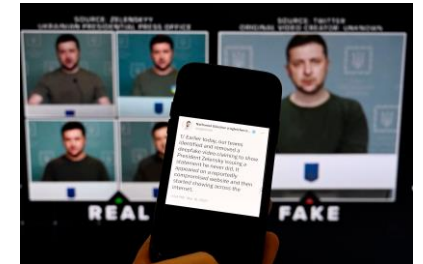 SOURCE: ZELENSKYY
UKRAINIAN PRESIDENTIAL PRESS OFFICE
SOURCE: TWITTER
ORIGINAL VIDEO CREATOR: UNKNOWN
1/ Earlier today, our teams
identified and removed a
deepfake video claiming to show
President Zelensky issuing a
statement he never did. It
appeared on a reportedly
compromised website and then
started showing across the
internet.
REAL
FAKE